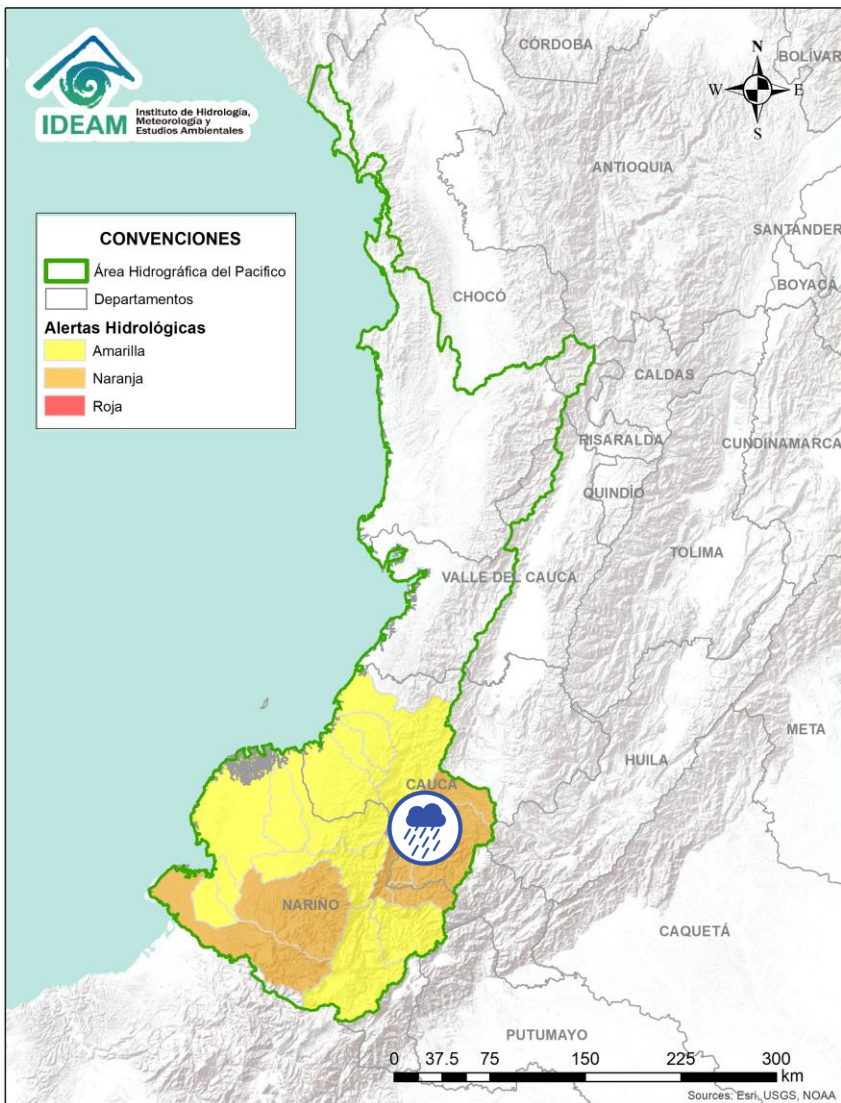 IDEAM
Instituto de Hidrología,
Meteorología y
Estudios Ambientales
N
W
E
S
CONVENCIONES
Área Hidrográfica del Pacifico
Departamentos
Alertas Hidrológicas
Amarilla
Naranja
Roja
CÓRDOBA
BOLÍVAR
ANTIOQUIA
SANTANDER
BOYACÁ
CHOCÓ
CALDAS
RISARALDA
CUNDINAMARCA
QUINDÍO
TOLIMA
VALLE DEL CAUCA
META
HUILA
CAUCA
NARIÑO
CAQUETÁ
PUTUMAYO
0 37.5 75 150 225 300
km
Sources: Esri, USGS, NOAA